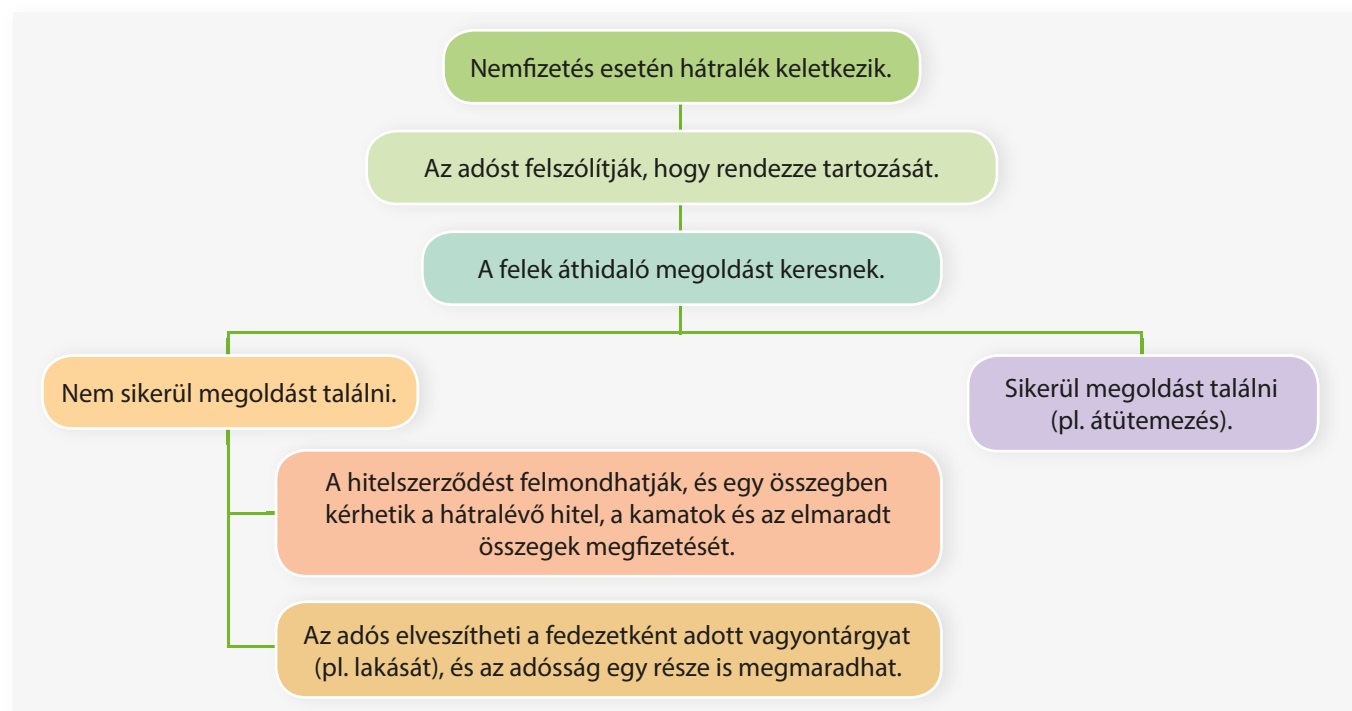 Nemfizetés esetén hátralék keletkezik.
Az adóst felszólítják, hogy rendezze tartozását.
A felek áthidaló megoldást keresnek.
Nem sikerül megoldást találni.
Sikerül megoldást találni
(pl. átütemezés).
A hitelszerződést felmondhatják, és egy összegben
kérhetik a hátralévő hitel, a kamatok és az elmaradt
összegek megfizetését.
Az adós elveszítheti a fedezetként adott vagyontárgyat
(pl. lakását), és az adósság egy része is megmaradhat.